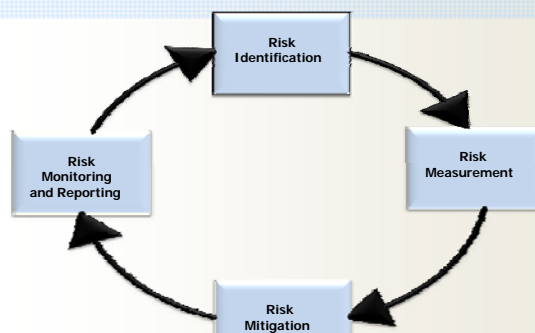 Risk
Identification
Risk
Measurement
Risk
Mitigation
Risk
Monitoring
and Reporting